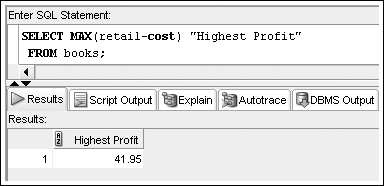 Enter SQL Statement:
SELECT MAX(retail-cost) "Highest Profit"
FROM books;
Results Script Output Explain Autotrace DBMS Output
Results:
Highest Profit
1 41.95